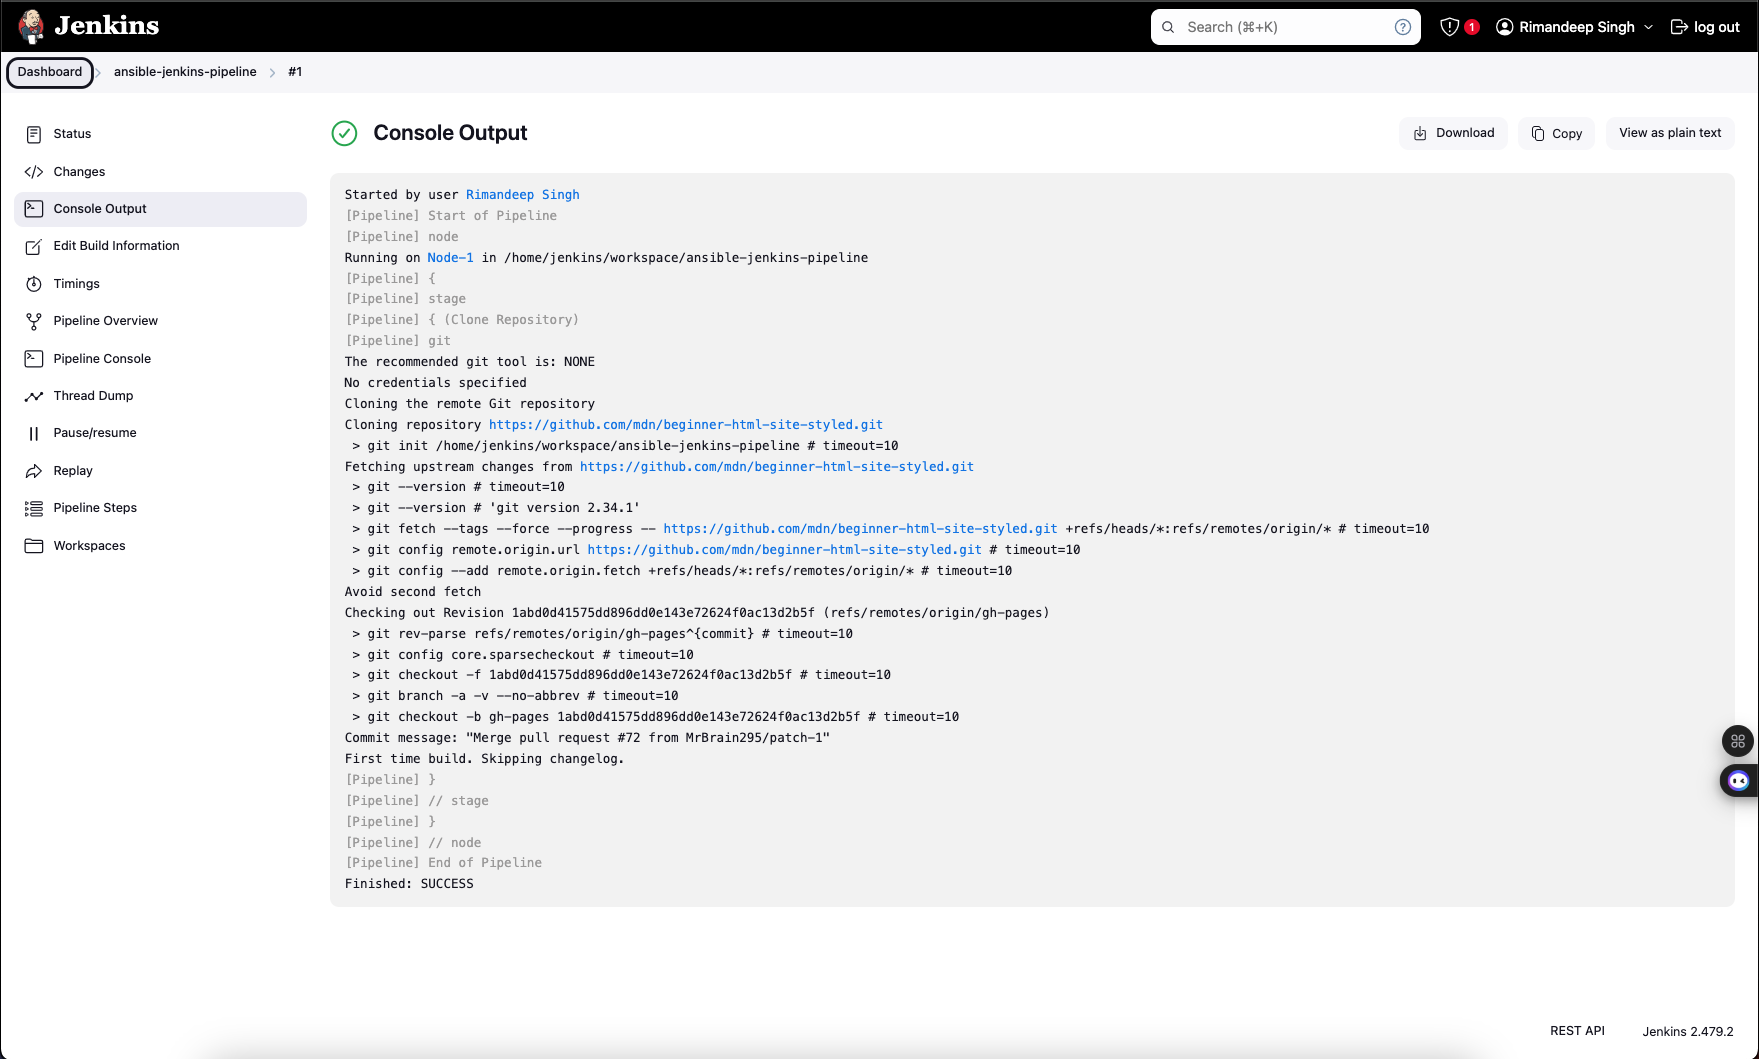 Jenkins
Search (⌘+K)
1
Rimandeep Singh
log out
Dashboard
ansible-jenkins-pipeline
#1
Status
Changes
Console Output
Edit Build Information
Timings
Pipeline Overview
Pipeline Console
Thread Dump
Pause/resume
Replay
Pipeline Steps
Workspaces
Console Output
Download
Copy
View as plain text
Started by user Rimandeep Singh
[Pipeline] Start of Pipeline
[Pipeline] node
Running on Node-1 in /home/jenkins/workspace/ansible-jenkins-pipeline
[Pipeline] {
[Pipeline] stage
[Pipeline] { (Clone Repository)
[Pipeline] git
The recommended git tool is: NONE
No credentials specified
Cloning the remote Git repository
Cloning repository https://github.com/mdn/beginner-html-site-styled.git
 > git init /home/jenkins/workspace/ansible-jenkins-pipeline # timeout=10
Fetching upstream changes from https://github.com/mdn/beginner-html-site-styled.git
 > git --version # timeout=10
 > git --version # 'git version 2.34.1'
 > git fetch --tags --force --progress -- https://github.com/mdn/beginner-html-site-styled.git +refs/heads/*:refs/remotes/origin/* # timeout=10
 > git config remote.origin.url https://github.com/mdn/beginner-html-site-styled.git # timeout=10
 > git config --add remote.origin.fetch +refs/heads/*:refs/remotes/origin/* # timeout=10
Avoid second fetch
Checking out Revision 1abd0d41575dd896dd0e143e72624f0ac13d2b5f (refs/remotes/origin/gh-pages)
 > git rev-parse refs/remotes/origin/gh-pages^{commit} # timeout=10
 > git config core.sparsecheckout # timeout=10
 > git checkout -f 1abd0d41575dd896dd0e143e72624f0ac13d2b5f # timeout=10
 > git branch -a -v --no-abbrev # timeout=10
 > git checkout -b gh-pages 1abd0d41575dd896dd0e143e72624f0ac13d2b5f # timeout=10
Commit message: "Merge pull request #72 from MrBrain295/patch-1"
First time build. Skipping changelog.
[Pipeline] }
[Pipeline] // stage
[Pipeline] }
[Pipeline] // node
[Pipeline] End of Pipeline
Finished: SUCCESS
REST API
Jenkins 2.479.2